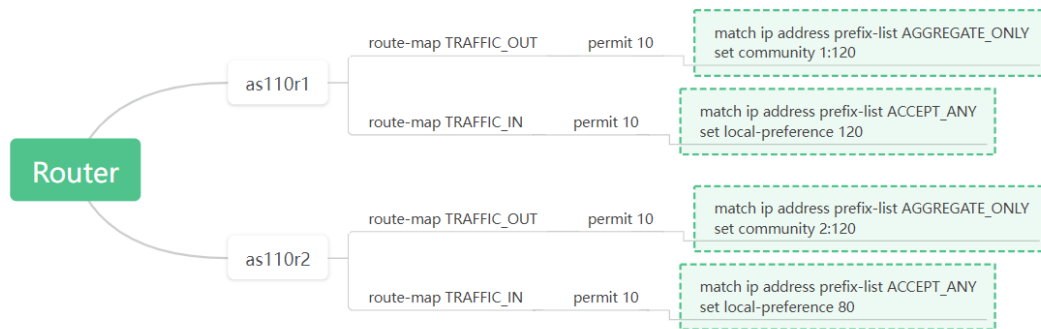 Router
as110r1
route-map TRAFFIC_OUT
permit 10
match ip address prefix-list AGGREGATE_ONLY
set community 1:120
route-map TRAFFIC_IN
permit 10
match ip address prefix-list ACCEPT_ANY
set local-preference 120
as110r2
route-map TRAFFIC_OUT
permit 10
match ip address prefix-list AGGREGATE_ONLY
set community 2:120
route-map TRAFFIC_IN
permit 10
match ip address prefix-list ACCEPT_ANY
set local-preference 80